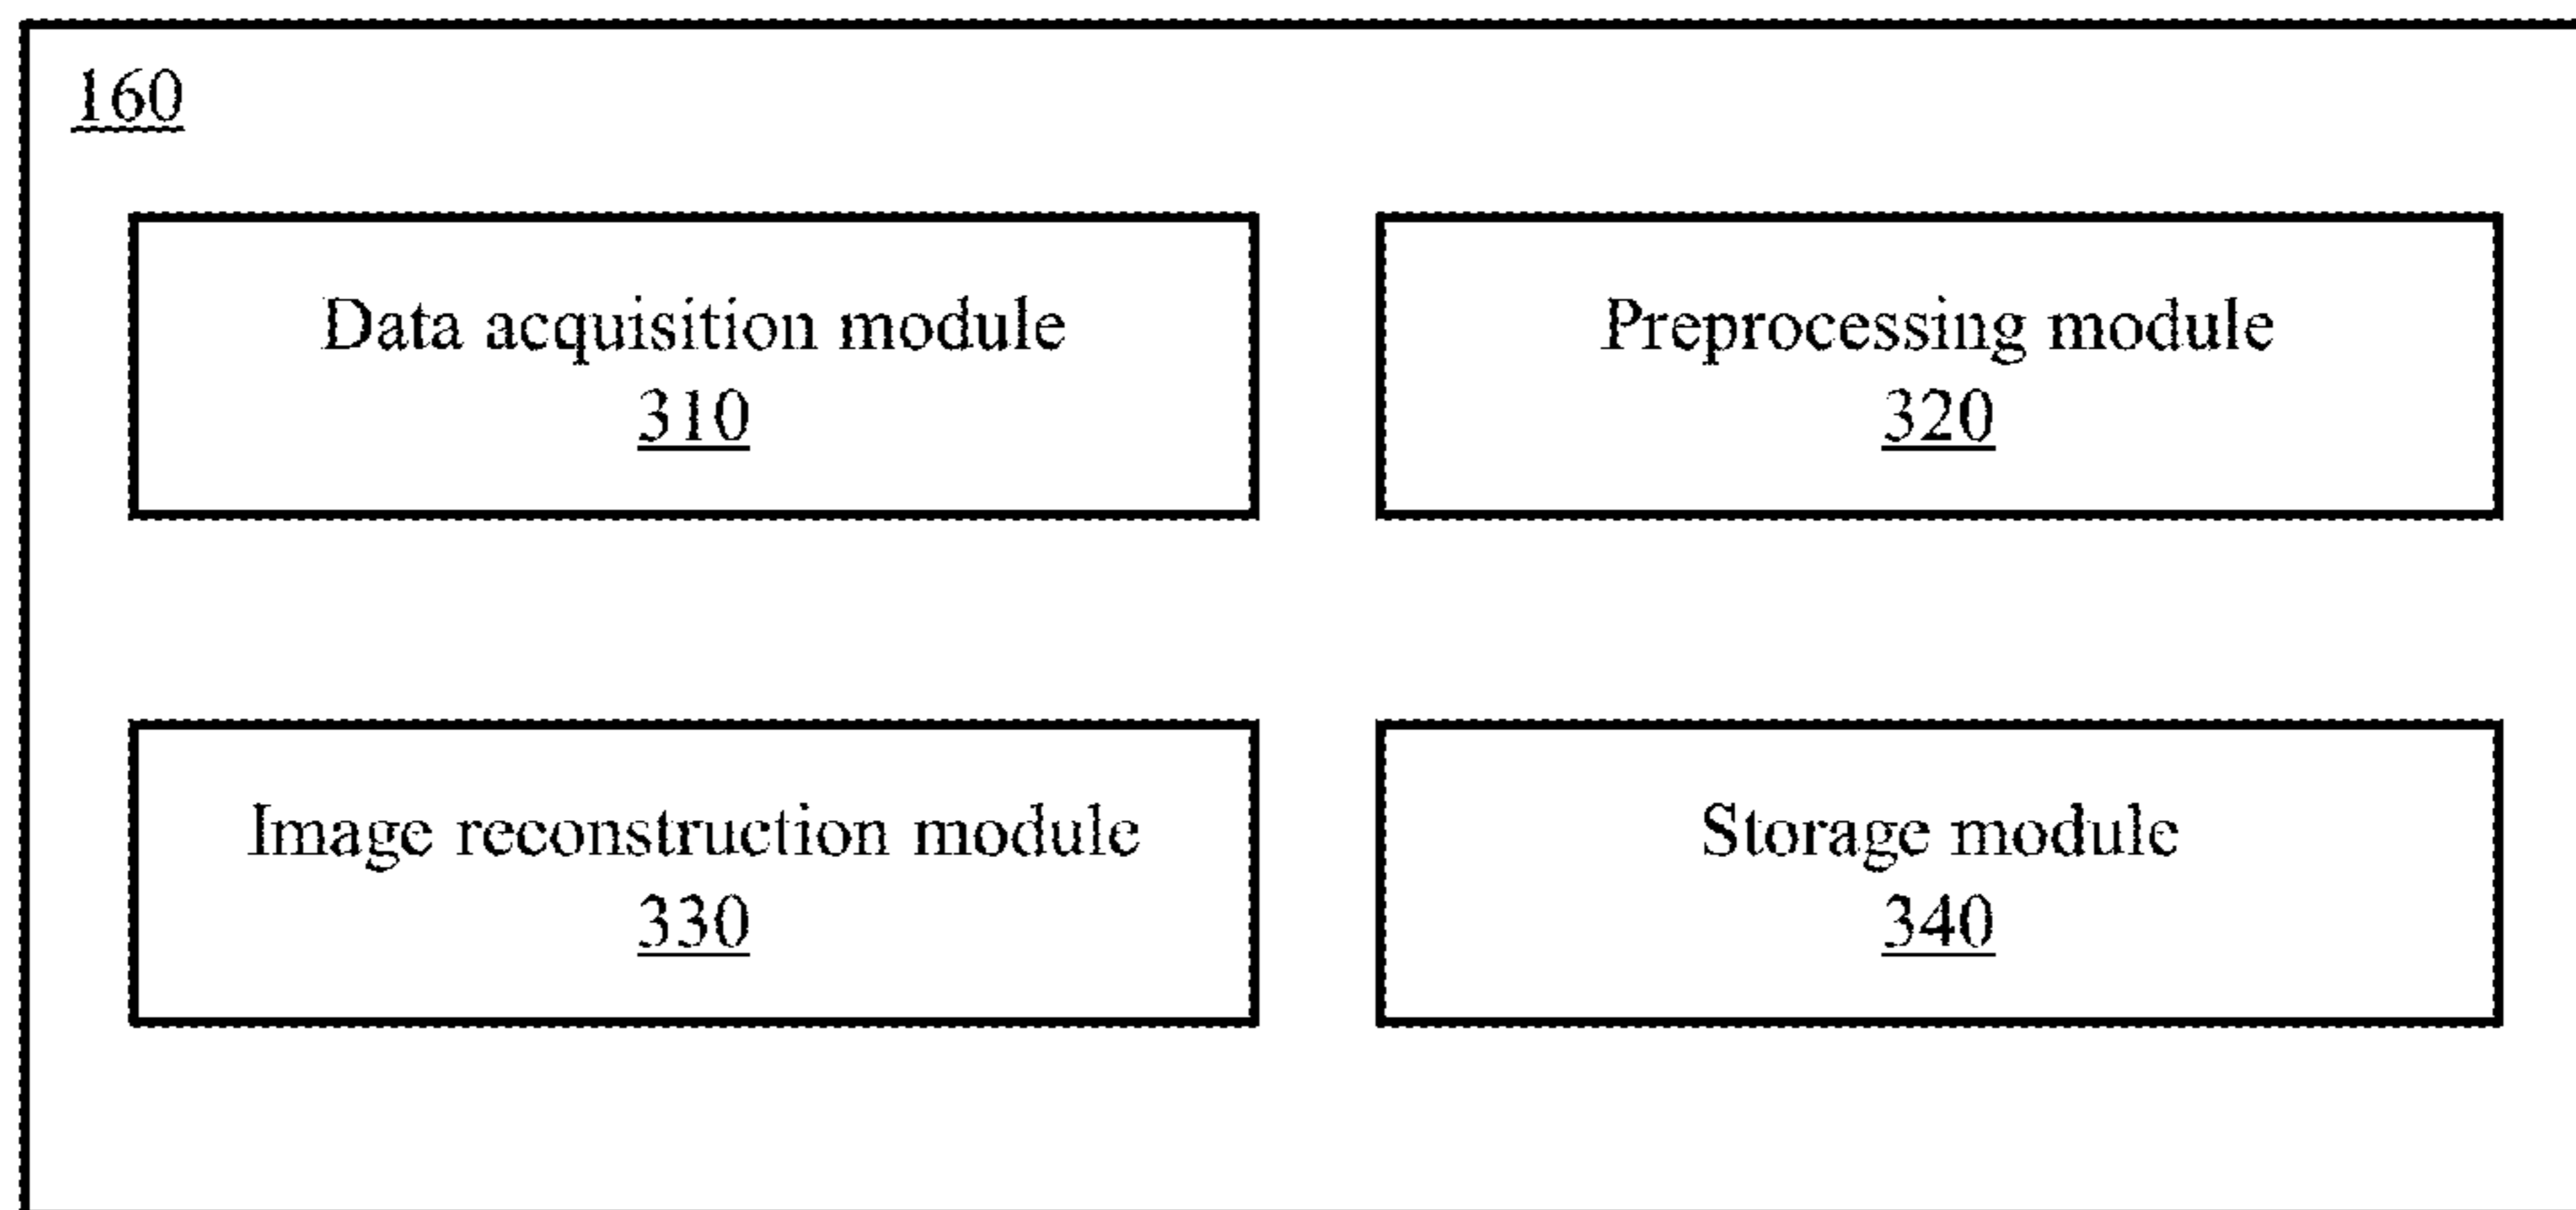 160
Data acquisition module
310
Preprocessing module
320
Image reconstruction module
330
Storage module
340